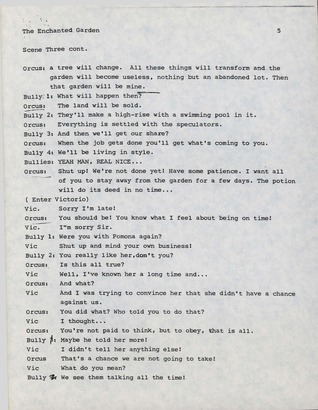 The Enchanted Garden 5
Scene Three cont.
Orcus: a tree will change. All these things will transform and the
garden will become useless, nothing but an abandoned lot. Then
that garden will be mine.
Bully 1: What will happen then?
Orcus: The land will be sold.
Bully 2: They'll make a high-rise with a swimming pool in it.
Orcus: Everything is settled with the speculators.
Bully 3: And then we'll get our share?
Orcus: When the job gets done you'll get what's coming to you.
Bully 4: We'll be living in style.
Bullies: YEAH MAN, REAL NICE...
Orcus: Shut up! We're not done yet! Have some patience. I want all
of you to stay away from the garden for a few days. The potion
will do its deed in no time...
( Enter Victorio)
Vic. Sorry I'm late!
Orcus: You should be! You know what I feel about being on time!
Vic. I"m sorry Sir.
Bully 1: Were you with Pomona again?
Vic Shut up and mind your own business!
Bully 2: You really like her,don't you?
Orcus: Is this all true?
Vic Well, I've known her a long time and...
Orcus: And what?
Vic And I was trying to convince her that she didn't have a chance
against us.
Orcus: You did what? Who told you to do that?
Vic I thought...
Orcus: You're not paid to think, but to obey, that is all.
Bully : Maybe he told her more!
Vic I didn't tell her anything else!
Orcus That's a chance we are not going to take!
Vic What do you mean?
Bully : We see them talking all the time!